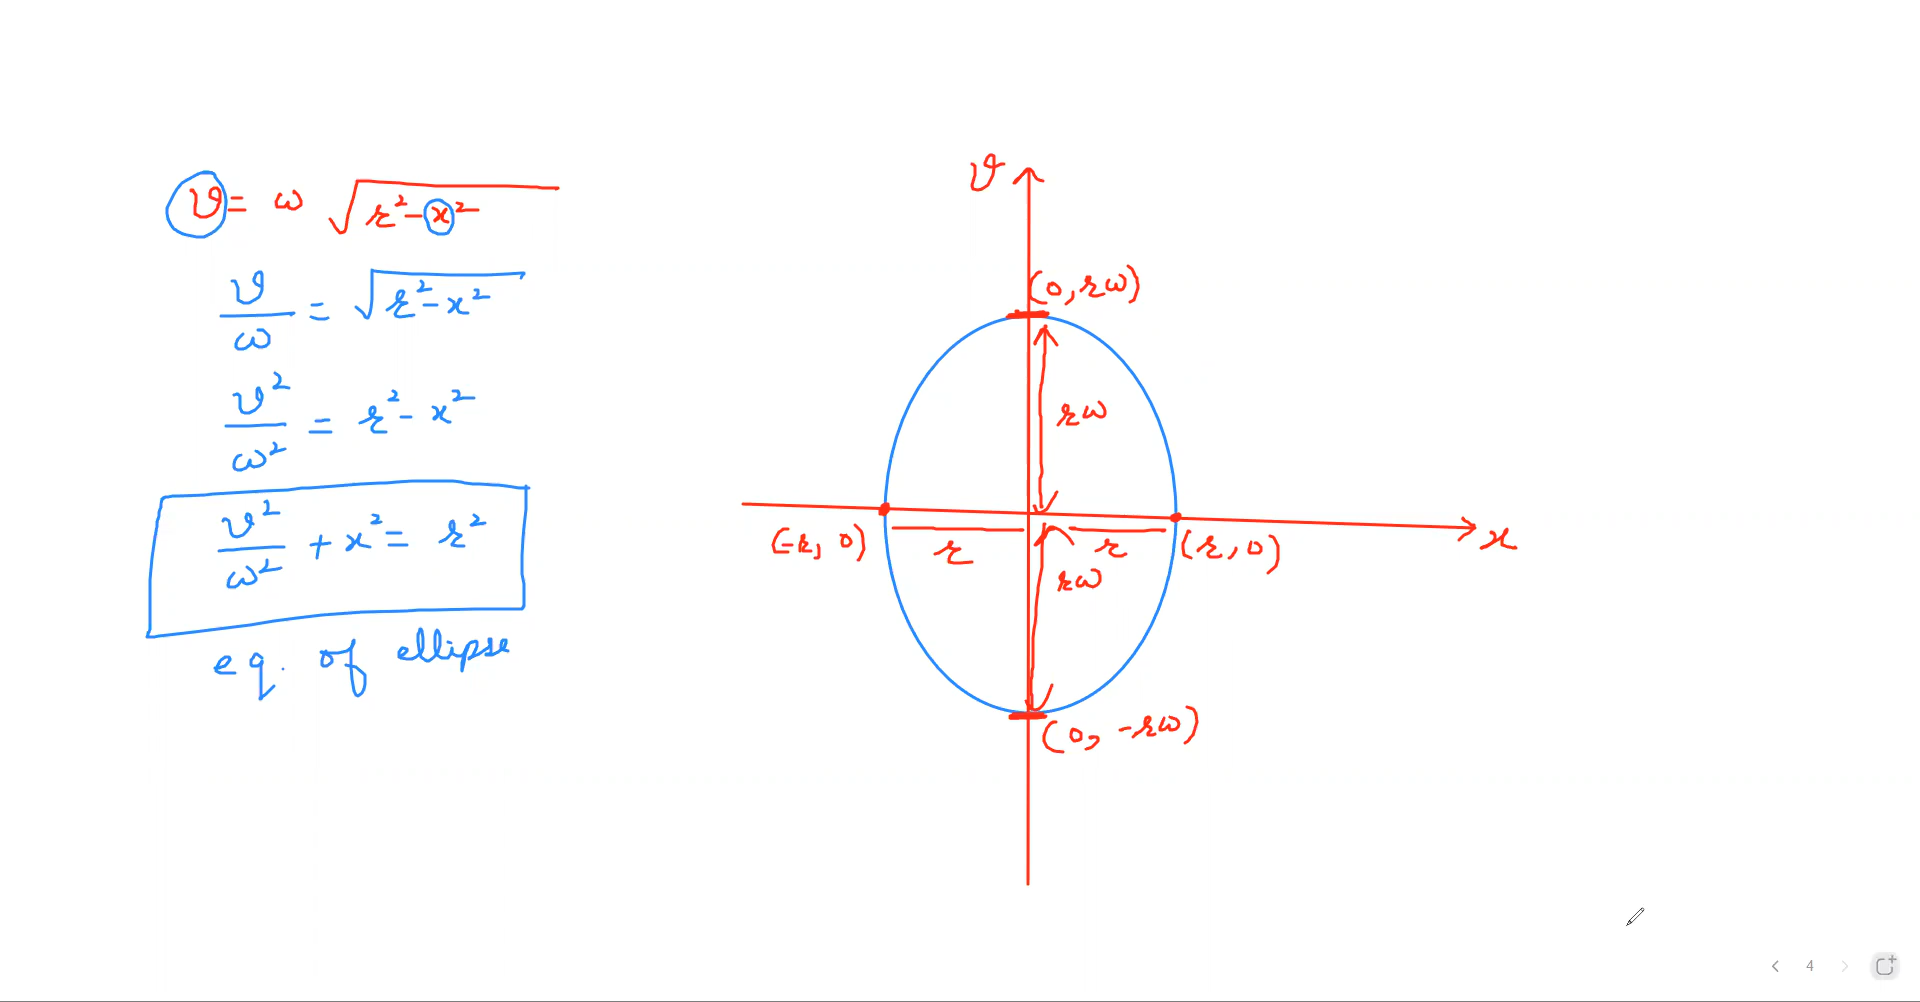 v = ω √(r² - x²)
v/ω = √(r² - x²)
v²/ω² = r² - x²
v²/ω² + x² = r²
eq. of ellipse
v
(0, rω)
rω
(-r, 0)
r
r
(r, 0)
x
rω
(0, -rω)
4